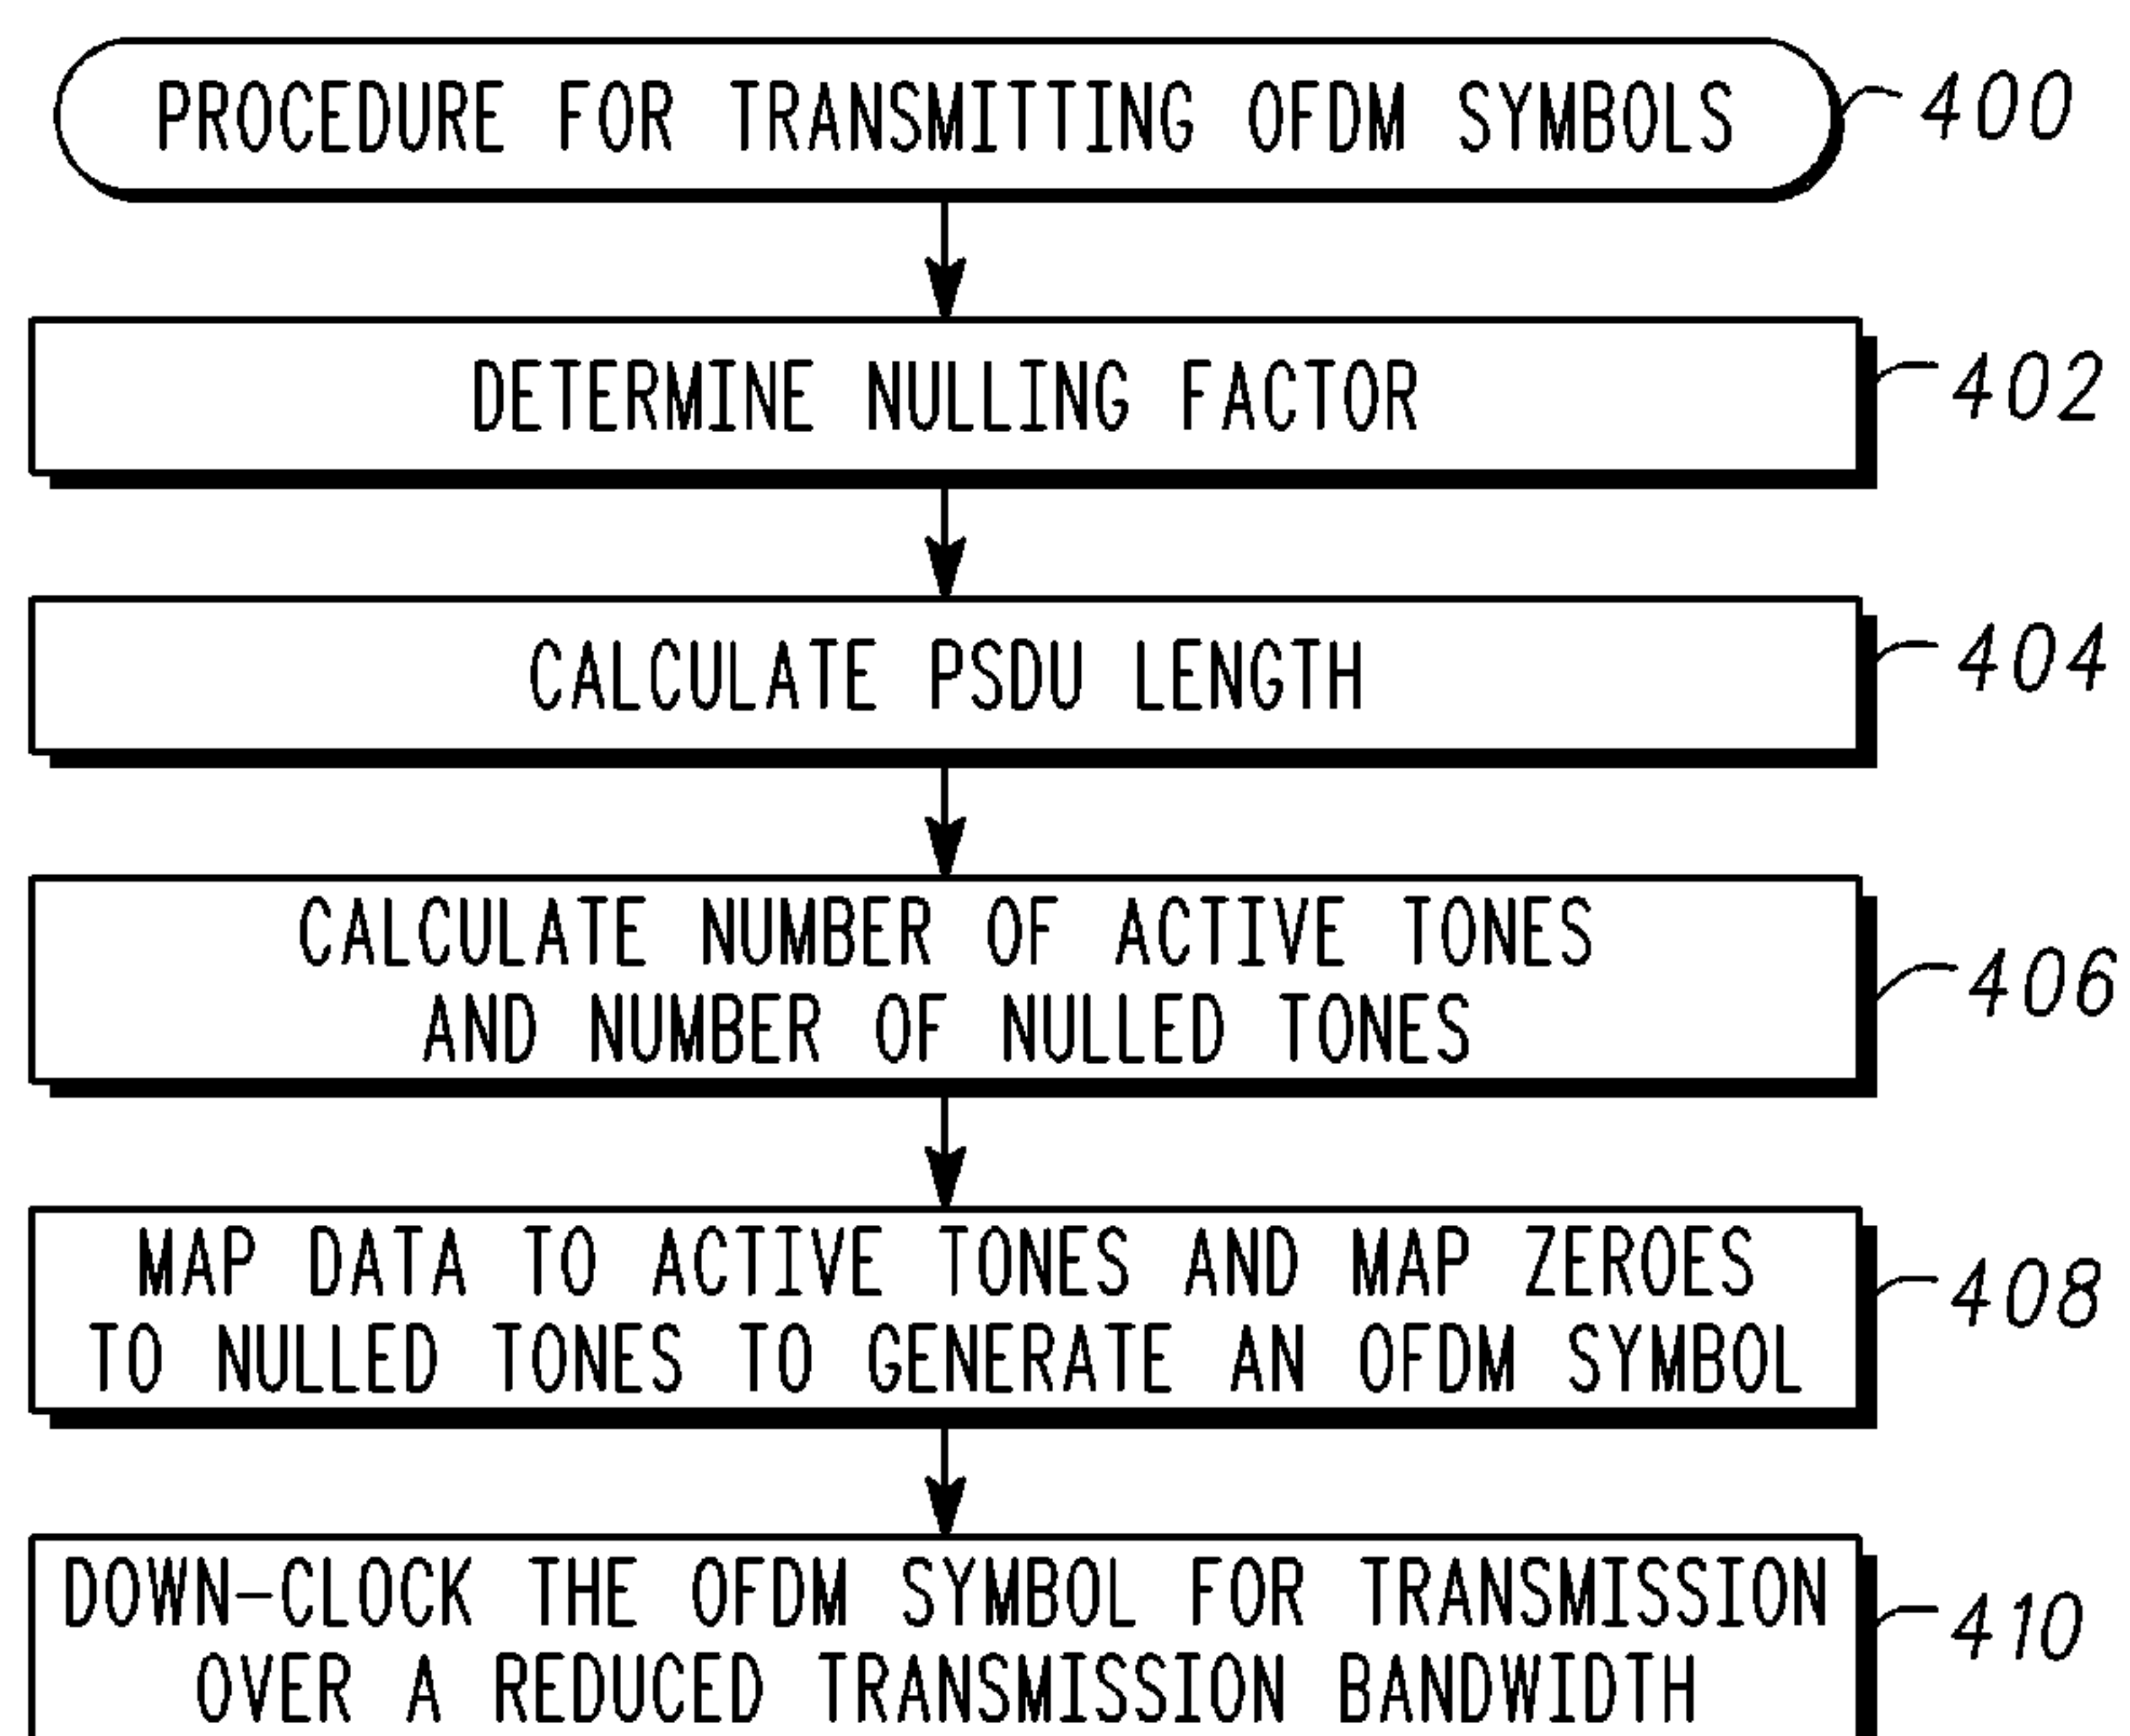 PROCEDURE FOR TRANSMITTING OFDM SYMBOLS 400
DETERMINE NULLING FACTOR 402
CALCULATE PSDU LENGTH 404
CALCULATE NUMBER OF ACTIVE TONES
AND NUMBER OF NULLED TONES 406
MAP DATA TO ACTIVE TONES AND MAP ZEROES
TO NULLED TONES TO GENERATE AN OFDM SYMBOL 408
DOWN-CLOCK THE OFDM SYMBOL FOR TRANSMISSION
OVER A REDUCED TRANSMISSION BANDWIDTH 410